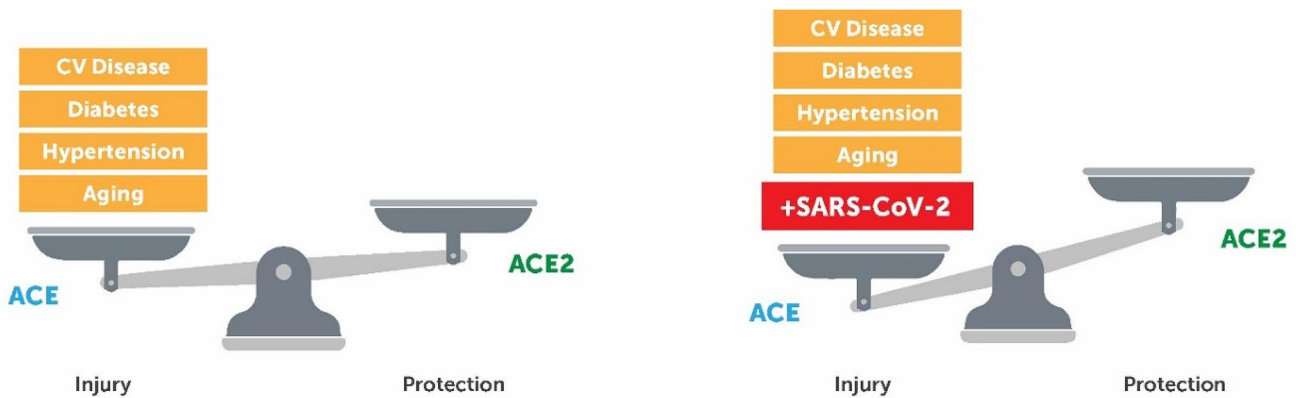 CV Disease
Diabetes
Hypertension
Aging
ACE
ACE2
Injury
Protection
CV Disease
Diabetes
Hypertension
Aging
+SARS-CoV-2
ACE
ACE2
Injury
Protection